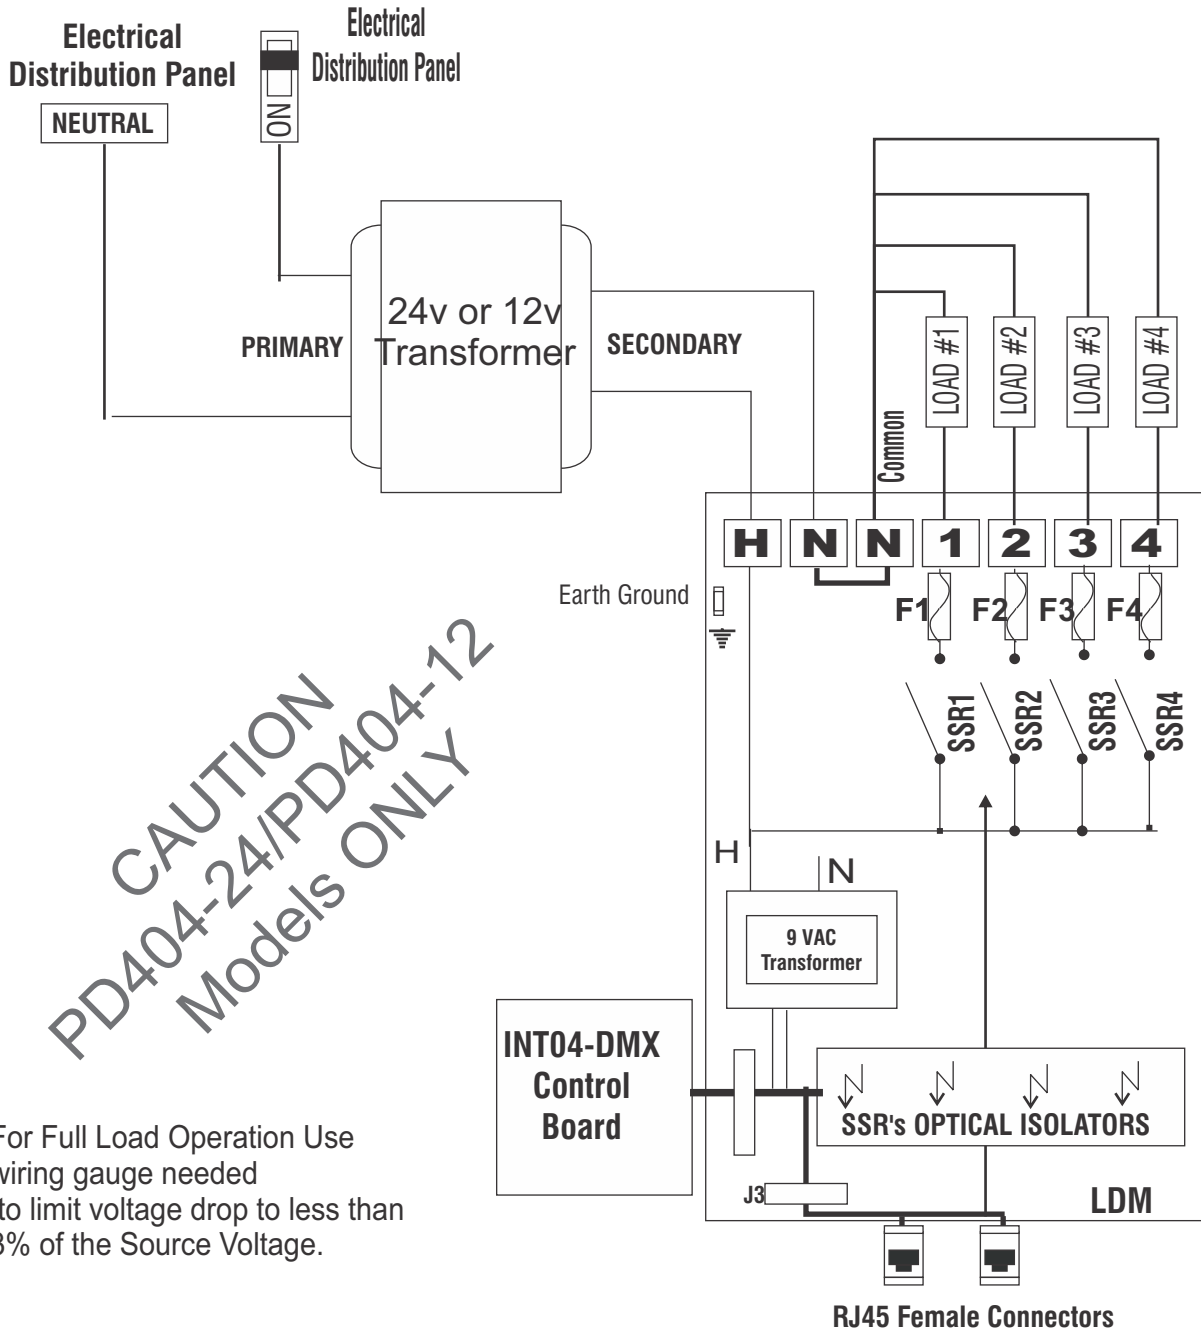 Electrical
Distribution Panel
NEUTRAL
Electrical
Distribution Panel
ON
24v or 12v
Transformer
PRIMARY
SECONDARY
Common
LOAD #1
LOAD #2
LOAD #3
LOAD #4
H
N
N
1
2
3
4
Earth Ground
F1
F2
F3
F4
SSR1
SSR2
SSR3
SSR4
CAUTION
PD404-24/PD404-12
Models ONLY
H
N
9 VAC
Transformer
INT04-DMX
Control
Board
SSR's OPTICAL ISOLATORS
J3
LDM
For Full Load Operation Use
wiring gauge needed
to limit voltage drop to less than
3% of the Source Voltage.
RJ45 Female Connectors